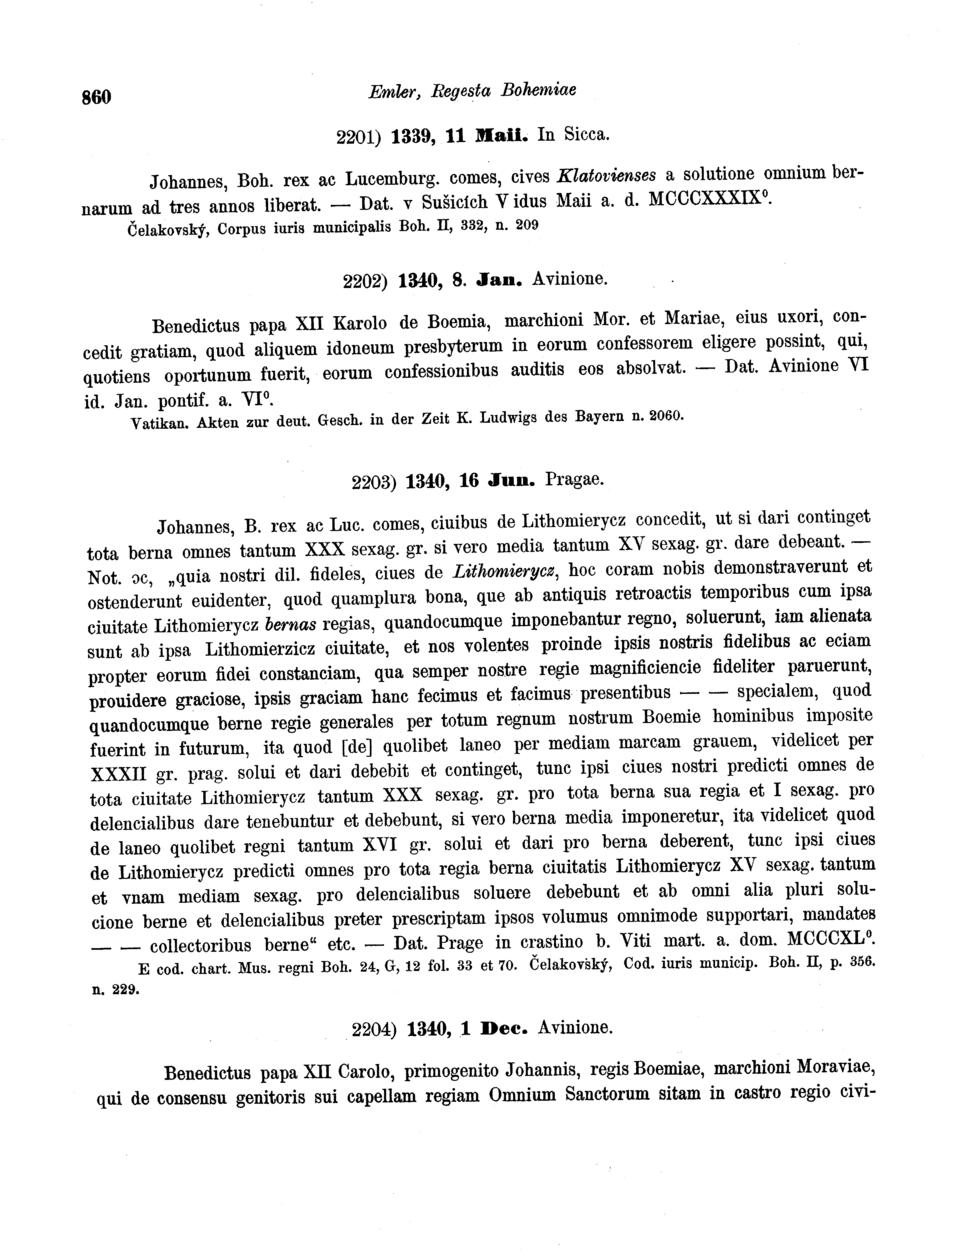 860
Emler, Regesta Bohemiae
2201) 1339, 11 Maii. In Sicca.
Johannes, Boh. rex ac Lucemburg. comes, cives Klatovienses a solutione omnium ber-
narum ad tres annos liberat. — Dat. v Sušicích V idus Maii a. d. MCCCXXXIX⁰.
Čelakovský, Corpus iuris municipalis Boh. II, 332, n. 209
2202) 1340, 8. Jan. Avinione.
Benedictus papa XII Karolo de Boemia, marchioni Mor. et Mariae, eius uxori, con-
cedit gratiam, quod aliquem idoneum presbyterum in eorum confessorem eligere possint, qui,
quotiens oportunum fuerit, eorum confessionibus auditis eos absolvat. — Dat. Avinione VI
id. Jan. pontif. a. VI⁰.
Vatikan. Akten zur deut. Gesch. in der Zeit K. Ludwigs des Bayern n. 2060.
2203) 1340, 16 Jun. Pragae.
Johannes, B. rex ac Luc. comes, ciuibus de Lithomierycz concedit, ut si dari continget
tota berna omnes tantum XXX sexag. gr. si vero media tantum XV sexag. gr. dare debeant. —
Not. ɔc, „quia nostri dil. fideles, ciues de Lithomierycz, hoc coram nobis demonstraverunt et
ostenderunt euidenter, quod quamplura bona, que ab antiquis retroactis temporibus cum ipsa
ciuitate Lithomierycz bernas regias, quandocumque imponebantur regno, soluerunt, iam alienata
sunt ab ipsa Lithomierzicz ciuitate, et nos volentes proinde ipsis nostris fidelibus ac eciam
propter eorum fidei constanciam, qua semper nostre regie magnificiencie fideliter paruerunt,
prouidere graciose, ipsis graciam hanc fecimus et facimus presentibus — — specialem, quod
quandocumque berne regie generales per totum regnum nostrum Boemie hominibus imposite
fuerint in futurum, ita quod [de] quolibet laneo per mediam marcam grauem, videlicet per
XXXII gr. prag. solui et dari debebit et continget, tunc ipsi ciues nostri predicti omnes de
tota ciuitate Lithomierycz tantum XXX sexag. gr. pro tota berna sua regia et I sexag. pro
delencialibus dare tenebuntur et debebunt, si vero berna media imponeretur, ita videlicet quod
de laneo quolibet regni tantum XVI gr. solui et dari pro berna deberent, tunc ipsi ciues
de Lithomierycz predicti omnes pro tota regia berna ciuitatis Lithomierycz XV sexag. tantum
et vnam mediam sexag. pro delencialibus soluere debebunt et ab omni alia pluri solu-
cione berne et delencialibus preter prescriptam ipsos volumus omnimode supportari, mandates
— — collectoribus berne“ etc. — Dat. Prage in crastino b. Viti mart. a. dom. MCCCXL⁰.
E cod. chart. Mus. regni Boh. 24, G, 12 fol. 33 et 70. Čelakovský, Cod. iuris municip. Boh. II, p. 356.
n. 229.
2204) 1340, 1 Dec. Avinione.
Benedictus papa XII Carolo, primogenito Johannis, regis Boemiae, marchioni Moraviae,
qui de consensu genitoris sui capellam regiam Omnium Sanctorum sitam in castro regio civi-